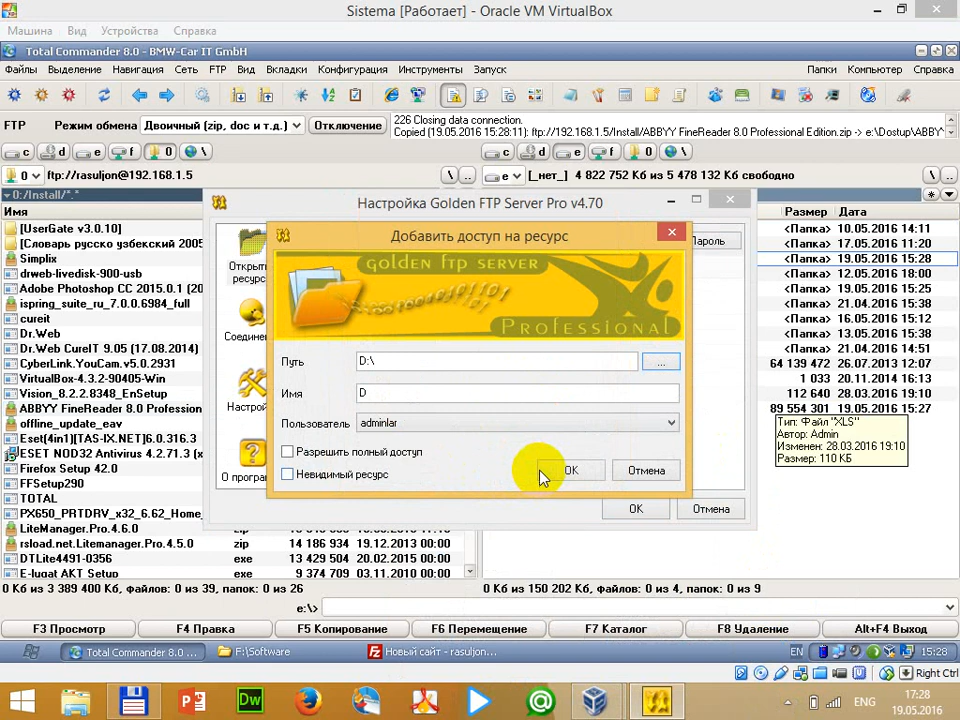 Sistema [Работает] - Oracle VM VirtualBox
Машина Вид Устройства Справка
Total Commander 8.0 - BMW-Car IT GmbH
Файлы Выделение Навигация Сеть FTP Вид Вкладки Конфигурация Инструменты Запуск Папки Компьютер Справка
FTP Режим обмена Двоичный (zip, doc и т.д.) Отключение
226 Closing data connection.
Copied (19.05.2016 15:28:11): ftp://192.168.1.5/Install/ABBYY FineReader 8.0 Professional Edition.zip -> e:\Dostup\ABBYY
c d e f 0 \ c d e f 0 \
0 ftp://rasuljon@192.168.1.5 \ .. e [_нет_] 4 822 752 Кб из 5 478 132 Кб свободно \ ..
0:/Install/*.*
Имя
[UserGate v3.0.10]
[Словарь русско узбекский 2005
Simplix
drweb-livedisk-900-usb
Adobe Photoshop CC 2015.0.1 (20
ispring_suite_ru_7.0.0.6984_full
cureit
Dr.Web
Dr.Web CureIT 9.05 (17.08.2014)
CyberLink.YouCam.v5.0.2931
VirtualBox-4.3.2-90405-Win
Vision_8.2.2.8348_EnSetup
ABBYY FineReader 8.0 Profession
offline_update_eav
Eset(4in1)[TAS-IX.NET]6.0.316.3
ESET NOD32 Antivirus 4.2.71.3 (x
Firefox Setup 42.0
FFSetup290
TOTAL
PX650_PRTDRV_x32_6.62_Home_
LiteManager.Pro.4.6.0
rsload.net.Litemanager.Pro.4.5.0 zip 14 186 934 19.12.2013 00:00
DTLite4491-0356 exe 13 429 504 20.02.2015 00:00
E-lugat AKT Setup exe 9 374 709 03.11.2010 00:00
Размер Дата
<Папка> 10.05.2016 14:11
<Папка> 17.05.2016 11:20
<Папка> 19.05.2016 15:28
<Папка> 12.05.2016 18:00
<Папка> 19.05.2016 15:25
<Папка> 21.04.2016 15:38
<Папка> 16.05.2016 15:12
<Папка> 13.05.2016 15:38
<Папка> 21.04.2016 15:38
64 139 472 26.07.2013 12:07
1 033 20.11.2014 14:19
112 640 28.03.2016 19:10
89 554 301 19.05.2016 15:27
Тип: Файл "XLS"
Автор: Admin
Изменен: 28.03.2016 19:10
Размер: 110 КБ
Настройка Golden FTP Server Pro v4.70
Открыт
ресурс
Соедине
Настрой
О програ
Пароль
OK Отмена
Добавить доступ на ресурс
golden ftp server
Professional
Путь D:\ ...
Имя D
Пользователь adminlar
Разрешить полный доступ
Невидимый ресурс
OK Отмена
0 Кб из 3 389 400 Кб, файлов: 0 из 39, папок: 0 из 26 0 Кб из 150 202 Кб, файлов: 0 из 4, папок: 0 из 9
e:\>
F3 Просмотр F4 Правка F5 Копирование F6 Перемещение F7 Каталог F8 Удаление Alt+F4 Выход
Total Commander 8.0 ... F:\Software Новый сайт - rasuljon... EN 15:28
Right Ctrl
Dw ENG 17:28
19.05.2016